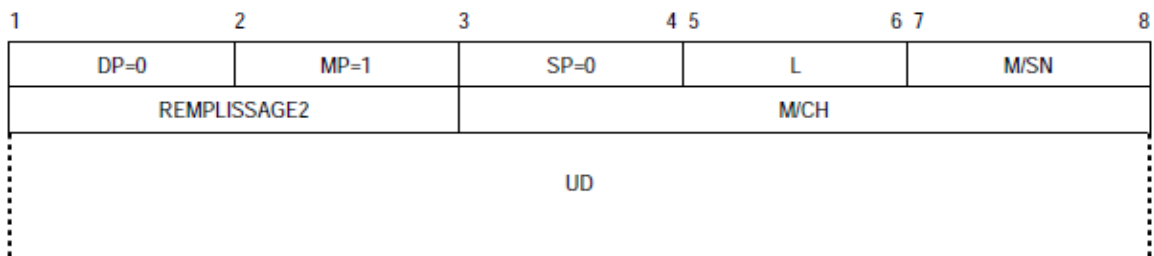 1 2 3 4 5 6 7 8
DP=0 MP=1 SP=0 L M/SN
REMPLISSAGE2 M/CH
UD